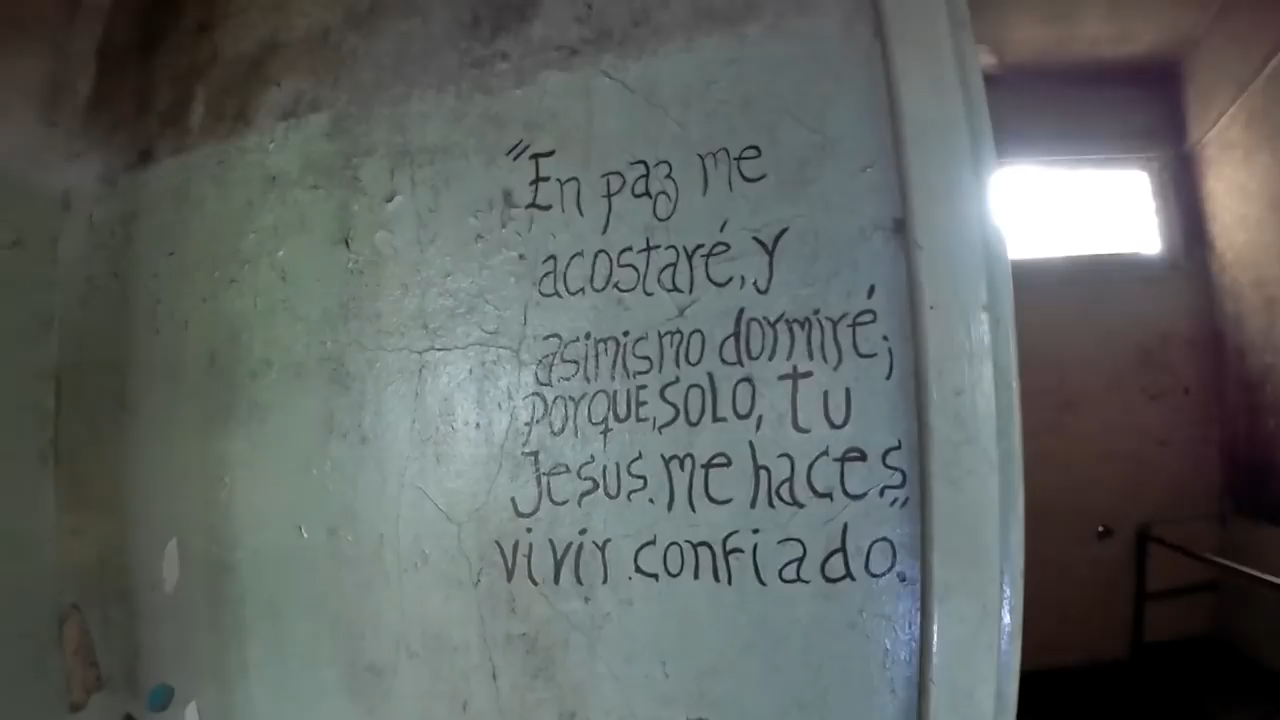 "En paz me
acostaré, y
asimismo dormiré;
porque, solo, tu
Jesus. me haces
vivir confiado."